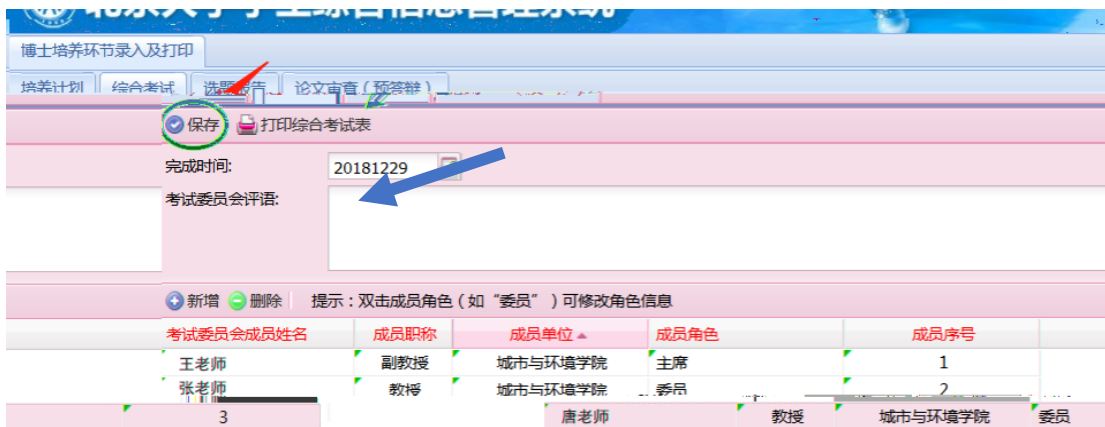 博士培养环节录入及打印
培养计划 综合考试 选题报告 论文审查(预答辩)
保存 打印综合考试表
完成时间: 20181229
考试委员会评语:
新增 删除 提示:双击成员角色(如“委员”)可修改角色信息
考试委员会成员姓名 成员职称 成员单位 成员角色 成员序号
王老师 副教授 城市与环境学院 主席 1
张老师 教授 城市与环境学院 委员 2
3 唐老师 教授 城市与环境学院 委员